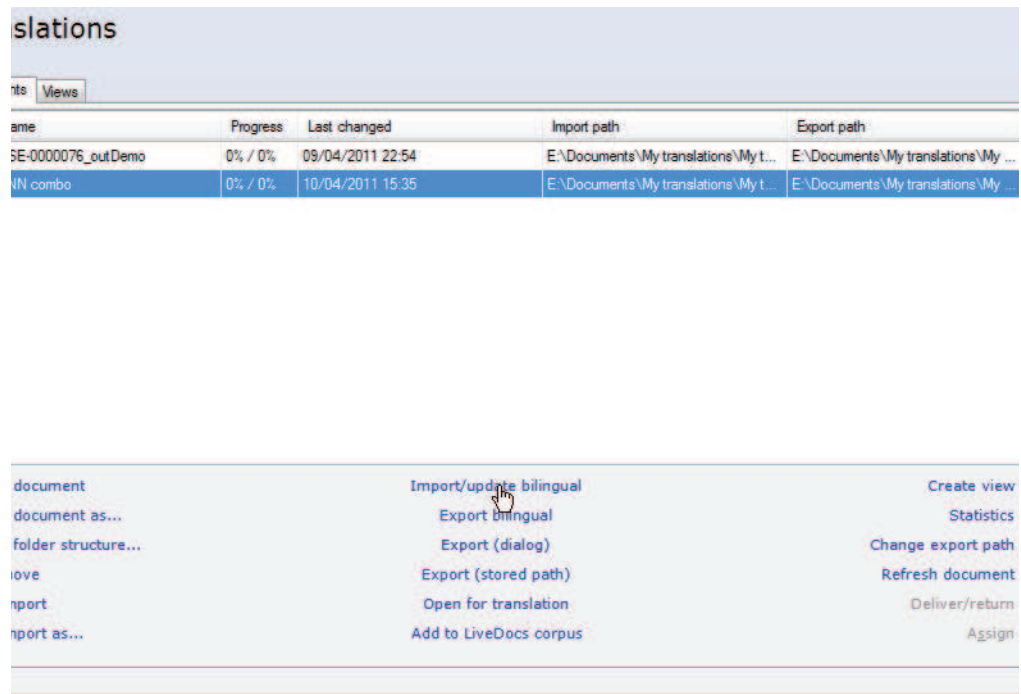 slations
nts Views
ame Progress Last changed Import path Export path
SE-0000076_outDemo 0% / 0% 09/04/2011 22:54 E:\Documents\My translations\My t... E:\Documents\My translations\My ...
NN combo 0% / 0% 10/04/2011 15:35 E:\Documents\My translations\My t... E:\Documents\My translations\My ...
document Import/update bilingual Create view
document as... Export bilingual Statistics
folder structure... Export (dialog) Change export path
ove Export (stored path) Refresh document
nport Open for translation Deliver/return
nport as... Add to LiveDocs corpus Assign